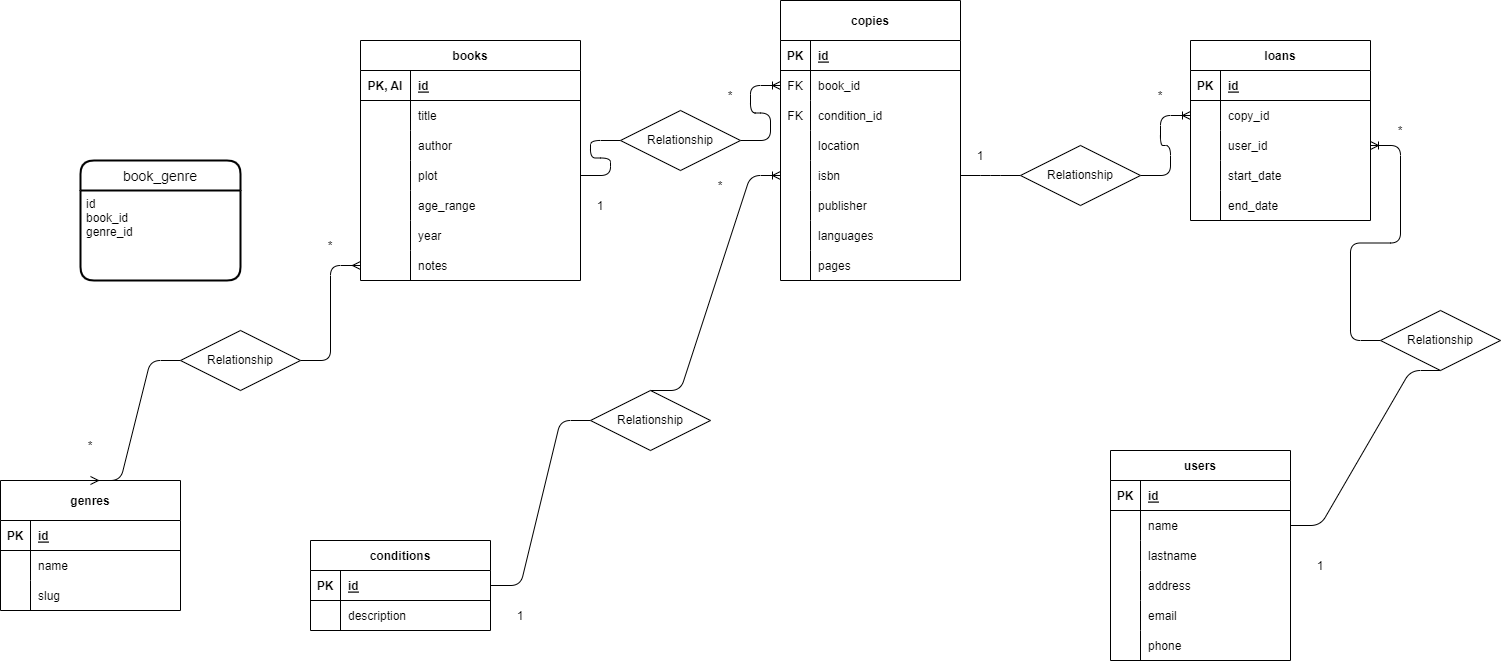 copies
PK id
FK book_id
FK condition_id
location
isbn
publisher
languages
pages
books
PK, AI id
title
author
plot
age_range
year
notes
loans
PK id
copy_id
user_id
start_date
end_date
book_genre
id
book_id
genre_id
Relationship
*
1
*
Relationship
1
*
*
Relationship
*
*
Relationship
Relationship
genres
PK id
name
slug
conditions
PK id
description
1
users
PK id
name
lastname
address
email
phone
1